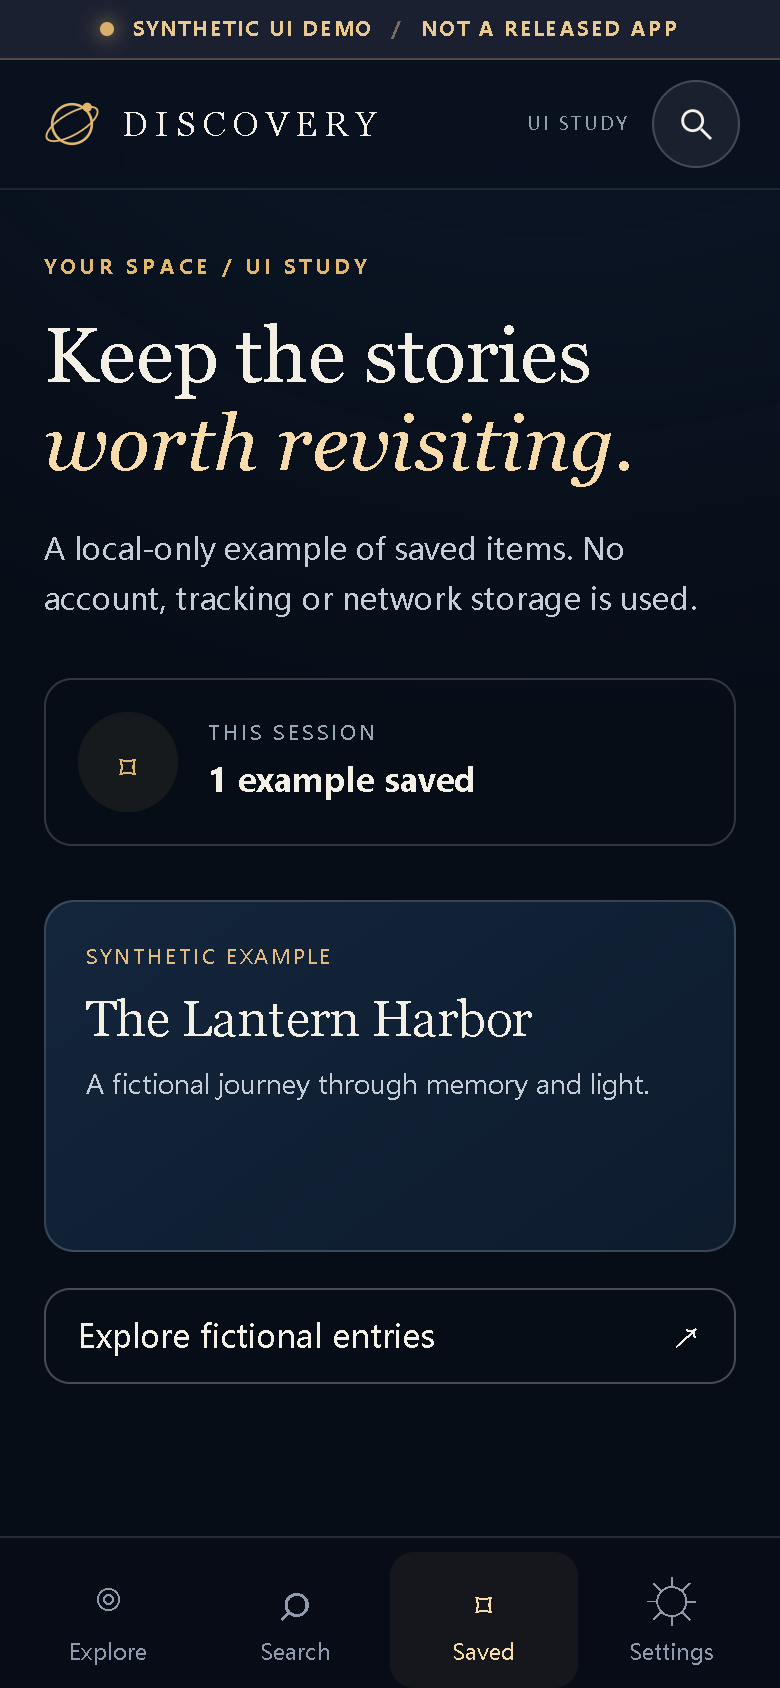 SYNTHETIC UI DEMO / NOT A RELEASED APP
DISCOVERY
UI STUDY
YOUR SPACE / UI STUDY
Keep the stories
worth revisiting.
A local-only example of saved items. No
account, tracking or network storage is used.
THIS SESSION
1 example saved
SYNTHETIC EXAMPLE
The Lantern Harbor
A fictional journey through memory and light.
Explore fictional entries
Explore
Search
Saved
Settings